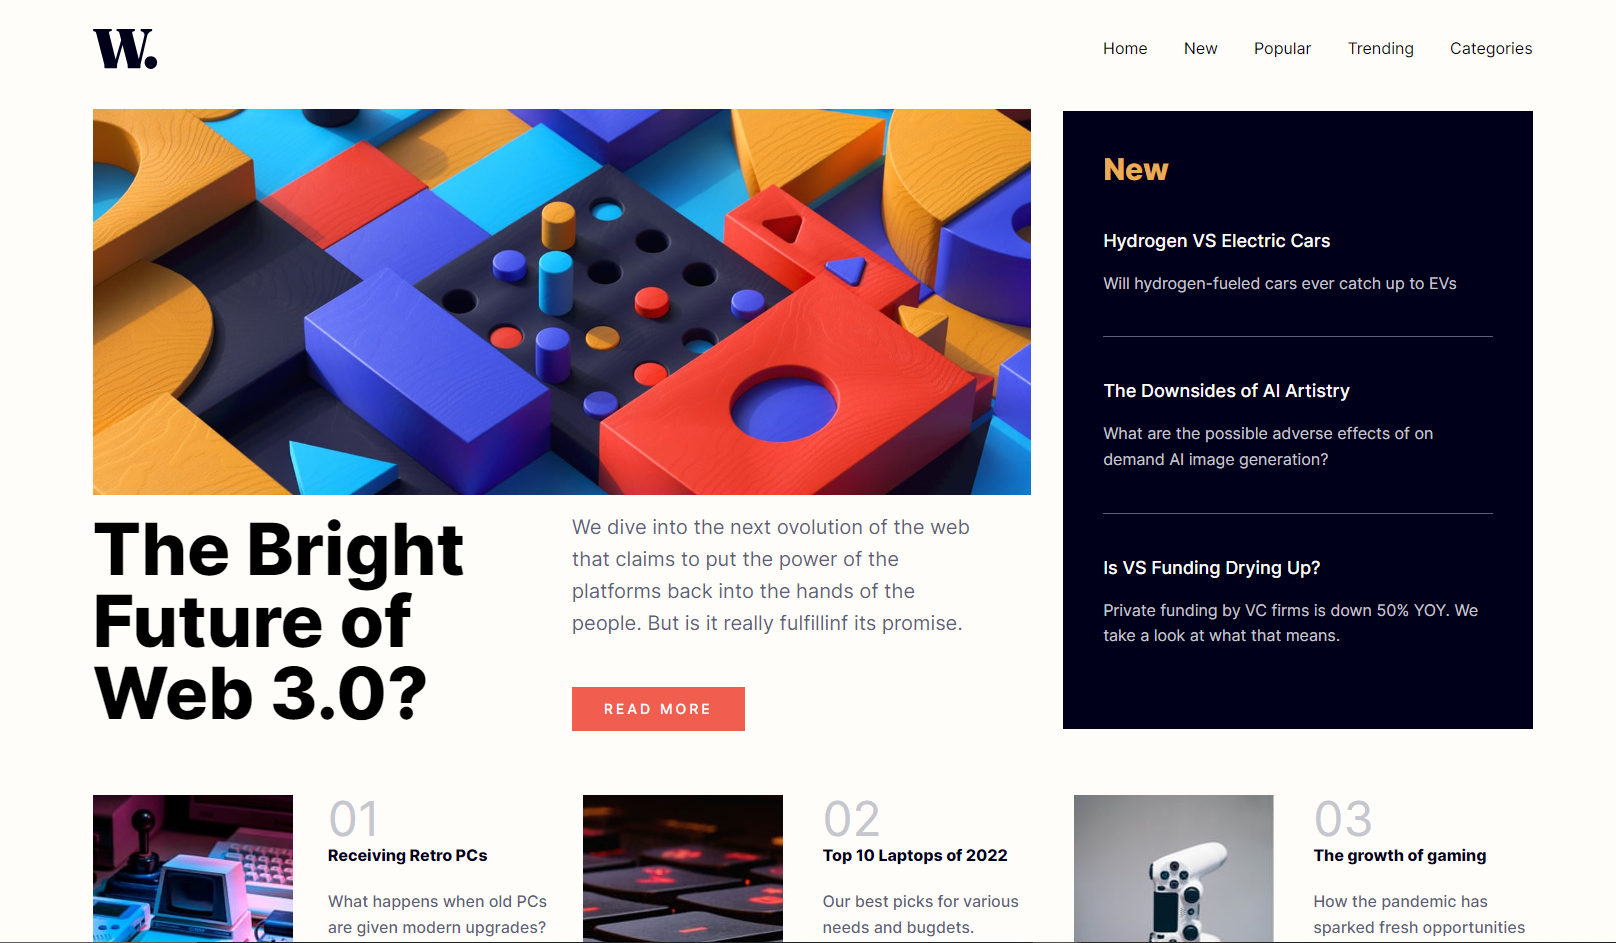 W.
Home New Popular Trending Categories
The Bright
Future of
Web 3.0?
We dive into the next ovolution of the web
that claims to put the power of the
platforms back into the hands of the
people. But is it really fulfillinf its promise.
READ MORE
New
Hydrogen VS Electric Cars
Will hydrogen-fueled cars ever catch up to EVs
The Downsides of AI Artistry
What are the possible adverse effects of on
demand AI image generation?
Is VS Funding Drying Up?
Private funding by VC firms is down 50% YOY. We
take a look at what that means.
01
Receiving Retro PCs
What happens when old PCs
are given modern upgrades?
02
Top 10 Laptops of 2022
Our best picks for various
needs and bugdets.
03
The growth of gaming
How the pandemic has
sparked fresh opportunities